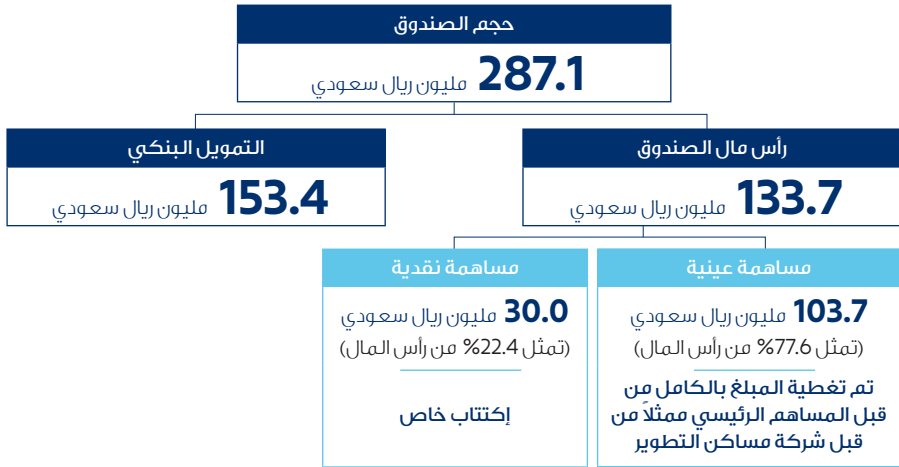 حجم الصندوق
287.1 مليون ريال سعودي
رأس مال الصندوق
133.7 مليون ريال سعودي
التمويل البنكي
153.4 مليون ريال سعودي
مساهمة عينية
103.7 مليون ريال سعودي
(تمثل 77.6% من رأس المال)
تم تغطية المبلغ بالكامل من
قبل المساهم الرئيسي ممثلاً من
قبل شركة مساكن التطوير
مساهمة نقدية
30.0 مليون ريال سعودي
(تمثل 22.4% من رأس المال)
إكتتاب خاص